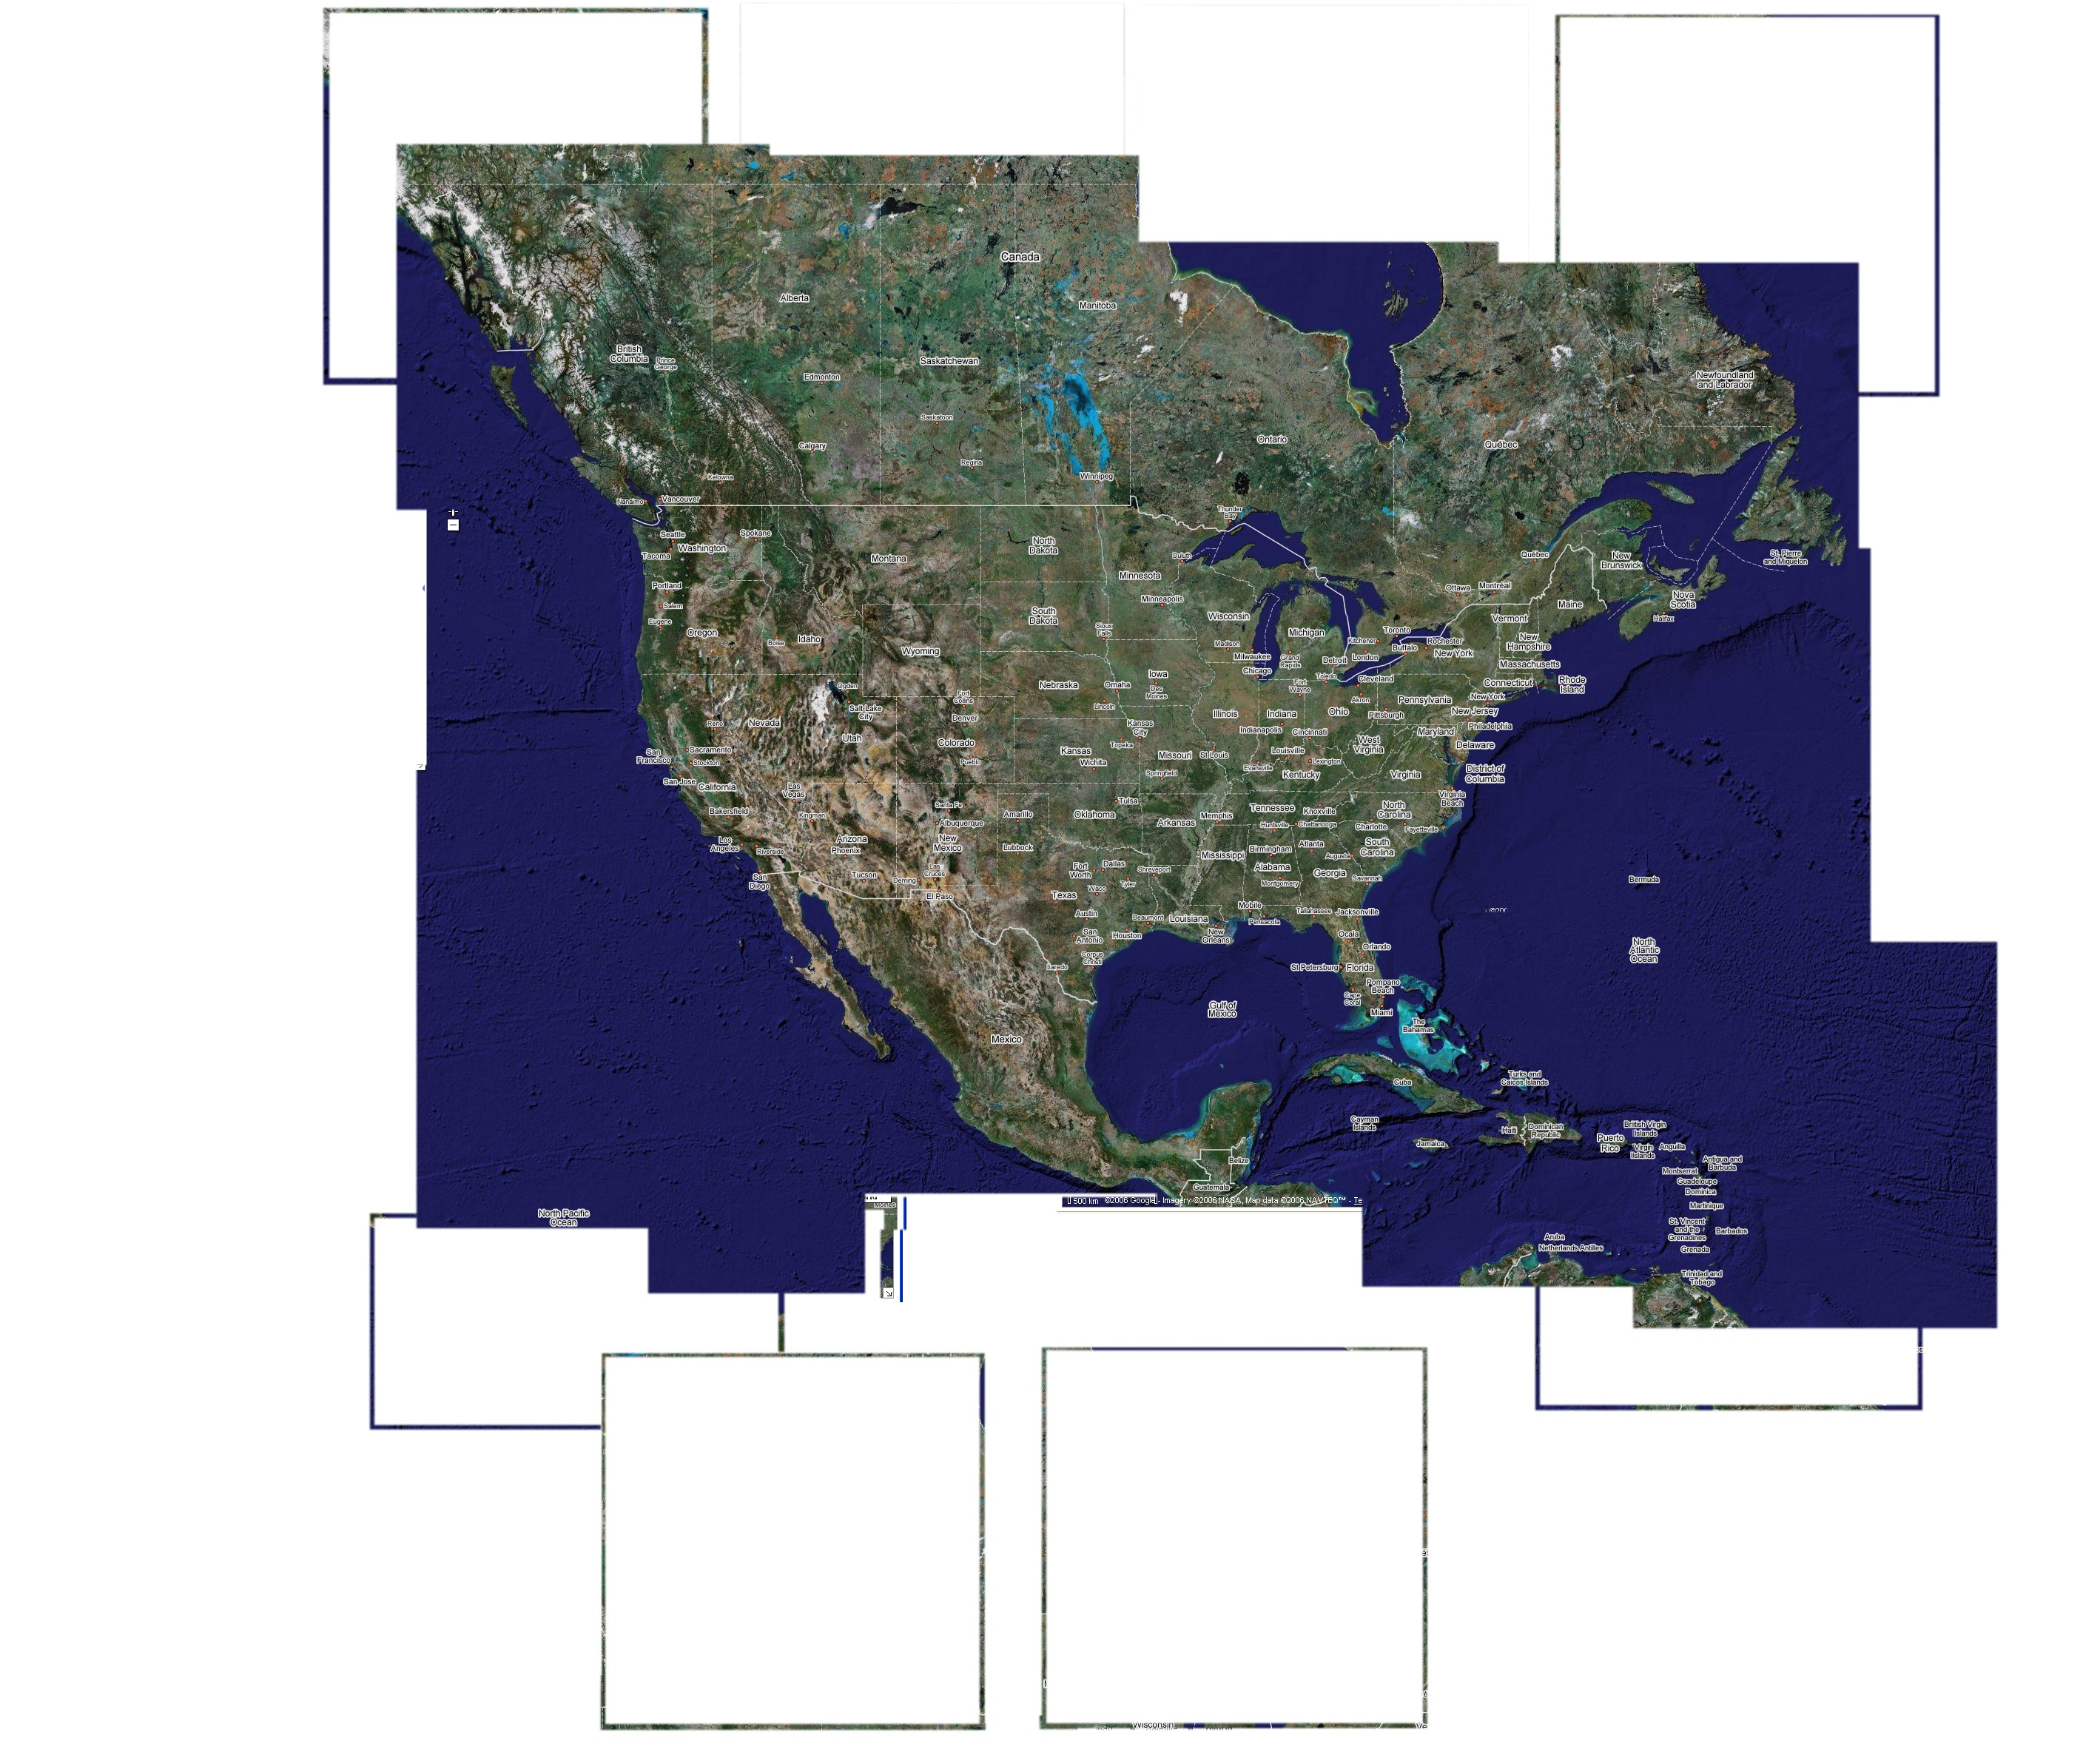 Canada
Alberta
Manitoba
British
Columbia
Prince
George
Saskatchewan
Edmonton
Newfoundland
and Labrador
Saskatoon
Calgary
Ontario
Québec
Regina
Kelowna
Winnipeg
Nanaimo
Vancouver
Thunder
Bay
Seattle
Spokane
Washington
Tacoma
Montana
North
Dakota
Duluth
Québec
New
Brunswick
St. Pierre
and Miquelon
Minnesota
Portland
Ottawa
Montréal
Salem
Minneapolis
Maine
Nova
Scotia
Halifax
Eugene
Oregon
Boise
Idaho
South
Dakota
Sioux
Falls
Wisconsin
Michigan
Vermont
Toronto
Kitchener
Rochester
Buffalo
New York
New
Hampshire
Wyoming
Madison
Milwaukee
Grand
Rapids
Detroit
London
Massachusetts
Chicago
Toledo
Cleveland
Connecticut
Rhode
Island
Nebraska
Omaha
Iowa
Des
Moines
Lincoln
Fort
Wayne
Akron
Pennsylvania
New York
Ogden
Salt Lake
City
Fort
Collins
Denver
Reno
Nevada
Utah
Illinois
Indiana
Ohio
Pittsburgh
New Jersey
Philadelphia
Kansas
City
Indianapolis
Cincinnati
West
Virginia
Maryland
Delaware
San
Francisco
Sacramento
Stockton
Colorado
Pueblo
Kansas
Topeka
Wichita
Missouri
St Louis
Springfield
Louisville
Evansville
Lexington
Kentucky
Virginia
District of
Columbia
San Jose
California
Las
Vegas
Virginia
Beach
Bakersfield
Kingman
Santa Fe
Albuquerque
Amarillo
Tulsa
Oklahoma
Arkansas
Memphis
Tennessee
Knoxville
Huntsville
Chattanooga
North
Carolina
Charlotte
Fayetteville
Los
Angeles
Riverside
Arizona
Phoenix
New
Mexico
Lubbock
Mississippi
Birmingham
Atlanta
Augusta
South
Carolina
San
Diego
Tucson
Deming
Las
Cruces
El Paso
Fort
Worth
Dallas
Tyler
Shreveport
Waco
Alabama
Montgomery
Georgia
Savannah
Bermuda
Texas
Austin
Beaumont
Louisiana
Mobile
Pensacola
Tallahassee
Jacksonville
San
Antonio
Houston
New
Orleans
Ocala
Orlando
North
Atlantic
Ocean
Corpus
Christi
Laredo
St Petersburg
Florida
Pompano
Beach
Cape
Coral
Miami
Gulf of
Mexico
The
Bahamas
Mexico
Cuba
Turks and
Caicos Islands
Cayman
Islands
Jamaica
Haiti
Dominican
Republic
Puerto
Rico
British Virgin
Islands
Virgin
Islands
Anguilla
Belize
Antigua and
Barbuda
Montserrat
Guadeloupe
Guatemala
Dominica
500 km ©2006 Google - Imagery ©2006 NASA, Map data ©2006 NAVTEQ™ - Te
Martinique
North Pacific
Ocean
St. Vincent
and the
Grenadines
Barbados
Aruba
Netherlands Antilles
Grenada
Trinidad and
Tobago
Wisconsin